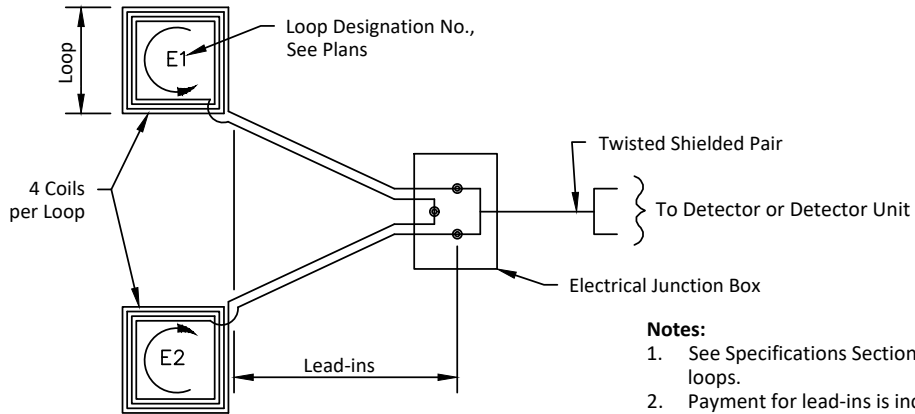 Loop Designation No.,
See Plans
E1
Loop
Twisted Shielded Pair
4 Coils
per Loop
To Detector or Detector Unit
Electrical Junction Box
E2
Lead-ins
Notes:
1. See Specifications Section
loops.
2. Payment for lead-ins is inc